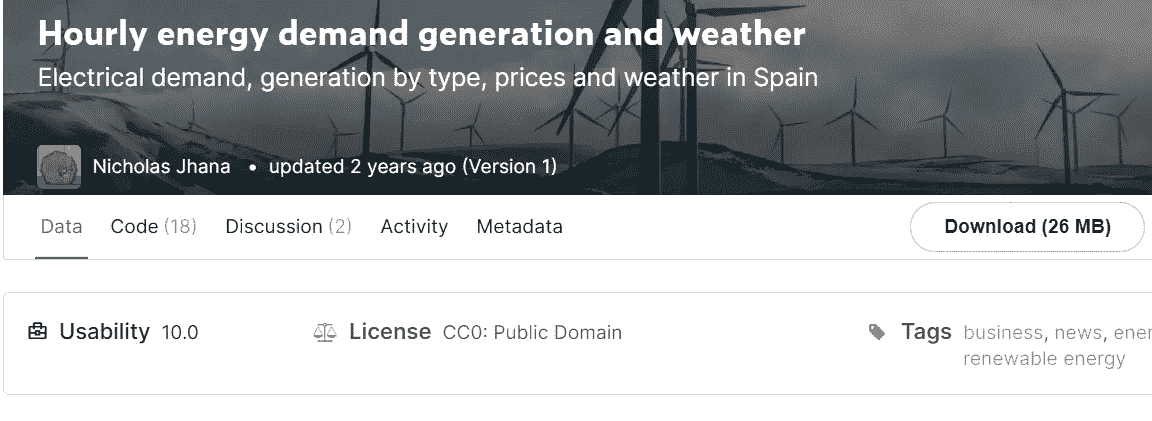 Hourly energy demand generation and weather
Electrical demand, generation by type, prices and weather in Spain
Nicholas Jhana • updated 2 years ago (Version 1)
Data Code (18) Discussion (2) Activity Metadata Download (26 MB)
Usability 10.0 License CC0: Public Domain Tags business, news,
renewable energy